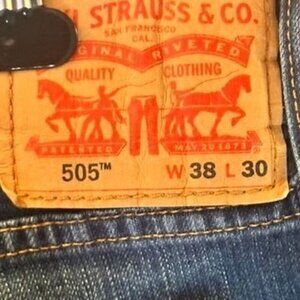 STRAUSS & CO.
SAN FRANCISCO
CAL.
ORIGINAL RIVETED
QUALITY CLOTHING
PATENTED MAY 20 1873
505™ W 38 L 30